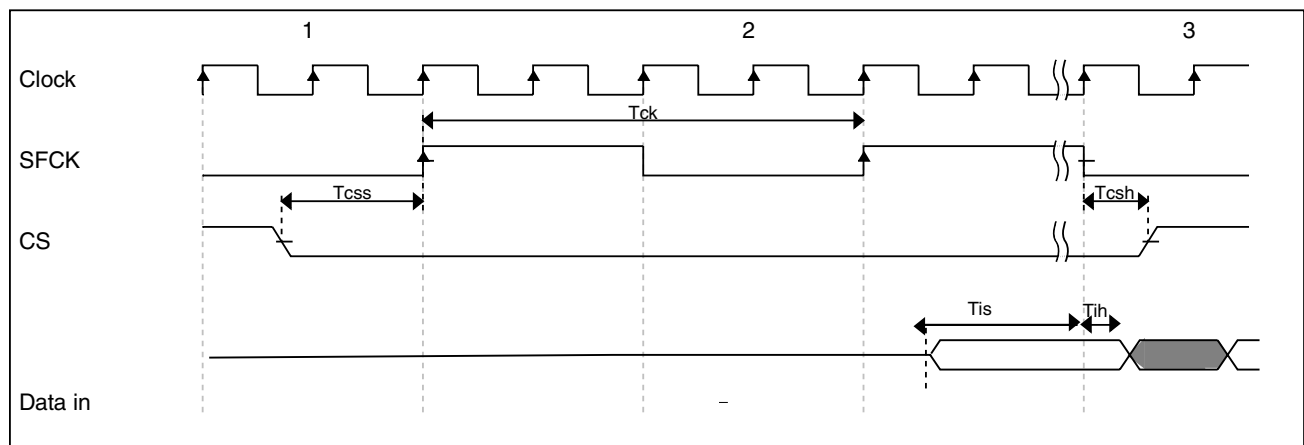 1 2 3
Clock
Tck
SFCK
Tcss Tcsh
CS
Tis Tih
Data in